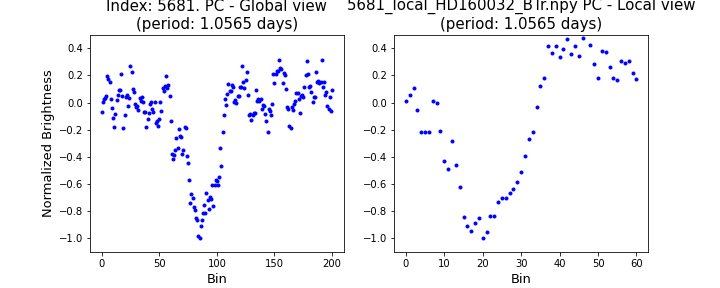 Index: 5681. PC - Global view
(period: 1.0565 days)
5681_local_HD160032_BTfr.npy PC - Local view
(period: 1.0565 days)
Normalized Brightness
0.4
0.2
0.0
−0.2
−0.4
−0.6
−0.8
−1.0
0 50 100 150 200
Bin
0.4
0.2
0.0
−0.2
−0.4
−0.6
−0.8
−1.0
0 10 20 30 40 50 60
Bin